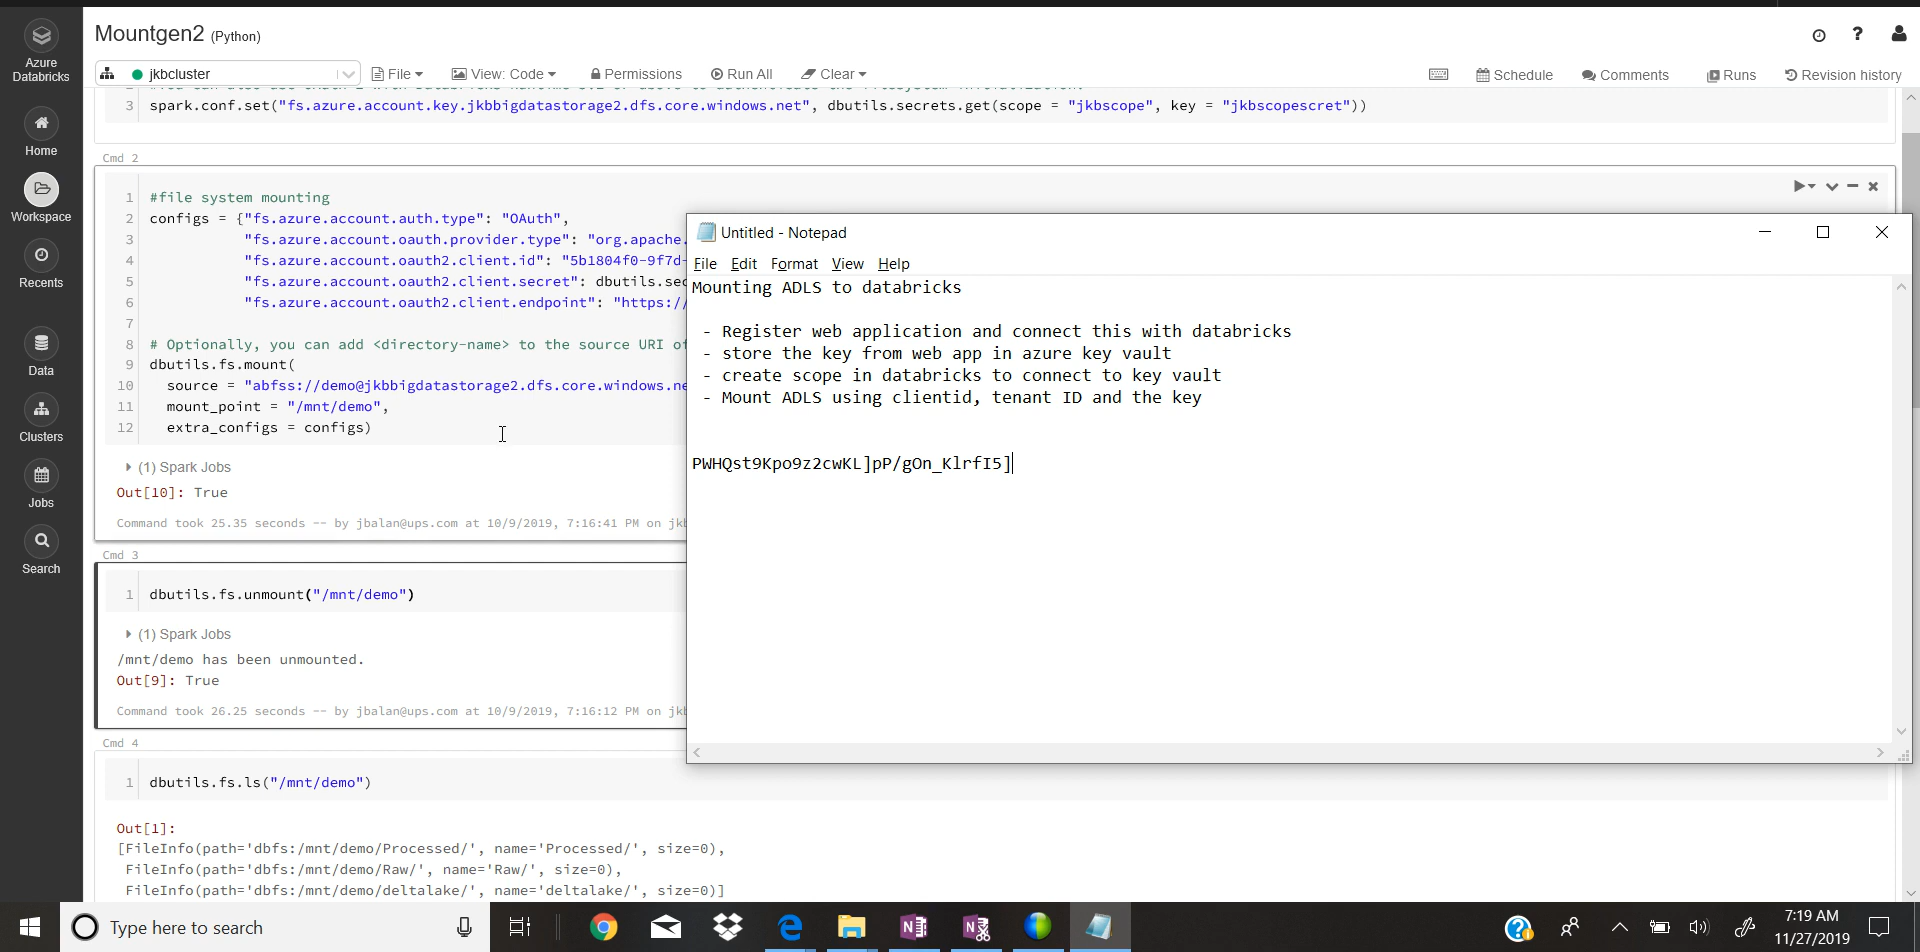 Mountgen2 (Python)
Azure
Databricks
jkbcluster
File
View: Code
Permissions
Run All
Clear
Schedule
Comments
Runs
Revision history
3 spark.conf.set("fs.azure.account.key.jkbbigdatastorage2.dfs.core.windows.net", dbutils.secrets.get(scope = "jkbscope", key = "jkbscopescret"))
Home
Workspace
Recents
Data
Clusters
Jobs
Search
Cmd 2
1 #file system mounting
2 configs = {"fs.azure.account.auth.type": "OAuth",
3 "fs.azure.account.oauth.provider.type": "org.apache.
4 "fs.azure.account.oauth2.client.id": "5b1804f0-9f7d-
5 "fs.azure.account.oauth2.client.secret": dbutils.sec
6 "fs.azure.account.oauth2.client.endpoint": "https://
7
8 # Optionally, you can add <directory-name> to the source URI of
9 dbutils.fs.mount(
10 source = "abfss://demo@jkbbigdatastorage2.dfs.core.windows.ne
11 mount_point = "/mnt/demo",
12 extra_configs = configs)
(1) Spark Jobs
Out[10]: True
Command took 25.35 seconds -- by jbalan@ups.com at 10/9/2019, 7:16:41 PM on jkb
Cmd 3
1 dbutils.fs.unmount("/mnt/demo")
(1) Spark Jobs
/mnt/demo has been unmounted.
Out[9]: True
Command took 26.25 seconds -- by jbalan@ups.com at 10/9/2019, 7:16:12 PM on jkb
Cmd 4
1 dbutils.fs.ls("/mnt/demo")
Out[1]:
[FileInfo(path='dbfs:/mnt/demo/Processed/', name='Processed/', size=0),
FileInfo(path='dbfs:/mnt/demo/Raw/', name='Raw/', size=0),
FileInfo(path='dbfs:/mnt/demo/deltalake/', name='deltalake/', size=0)]
Untitled - Notepad
File Edit Format View Help
Mounting ADLS to databricks
- Register web application and connect this with databricks
- store the key from web app in azure key vault
- create scope in databricks to connect to key vault
- Mount ADLS using clientid, tenant ID and the key
PWHQst9Kpo9z2cwKL]pP/gOn_KlrfI5]
Type here to search
7:19 AM
11/27/2019